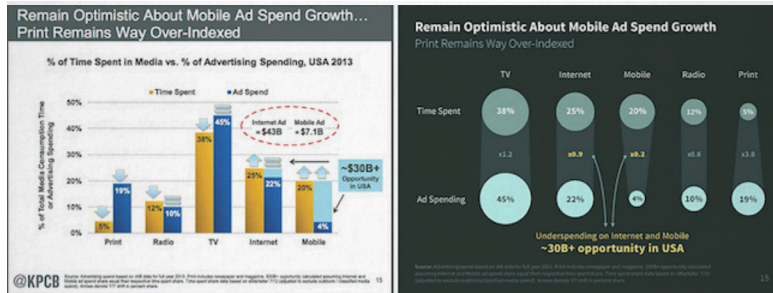 Remain Optimistic About Mobile Ad Spend Growth…
Print Remains Way Over-Indexed
% of Time Spent in Media vs. % of Advertising Spending, USA 2013
Time Spent
Ad Spend
% of Total Media Consumption Time
or Advertising Spending
50%
40%
30%
20%
10%
0%
5%
19%
12%
10%
38%
45%
25%
22%
20%
4%
Internet Ad
= $43B
Mobile Ad
= $7.1B
~$30B+
Opportunity
in USA
Print
Radio
TV
Internet
Mobile
@KPCB
15
Remain Optimistic About Mobile Ad Spend Growth
Print Remains Way Over-Indexed
TV
Internet
Mobile
Radio
Print
Time Spent
38%
25%
20%
12%
5%
x1.2
x0.9
x0.2
x0.8
x3.8
Ad Spending
45%
22%
4%
10%
19%
Underspending on Internet and Mobile
~30B+ opportunity in USA
15